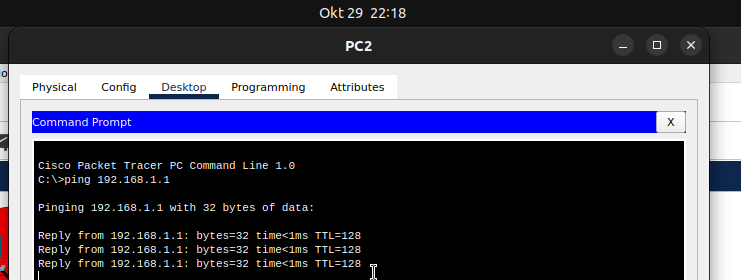 Okt 29 22:18
PC2
Physical Config Desktop Programming Attributes
Command Prompt X
Cisco Packet Tracer PC Command Line 1.0
C:\>ping 192.168.1.1
Pinging 192.168.1.1 with 32 bytes of data:
Reply from 192.168.1.1: bytes=32 time<1ms TTL=128
Reply from 192.168.1.1: bytes=32 time<1ms TTL=128
Reply from 192.168.1.1: bytes=32 time<1ms TTL=128